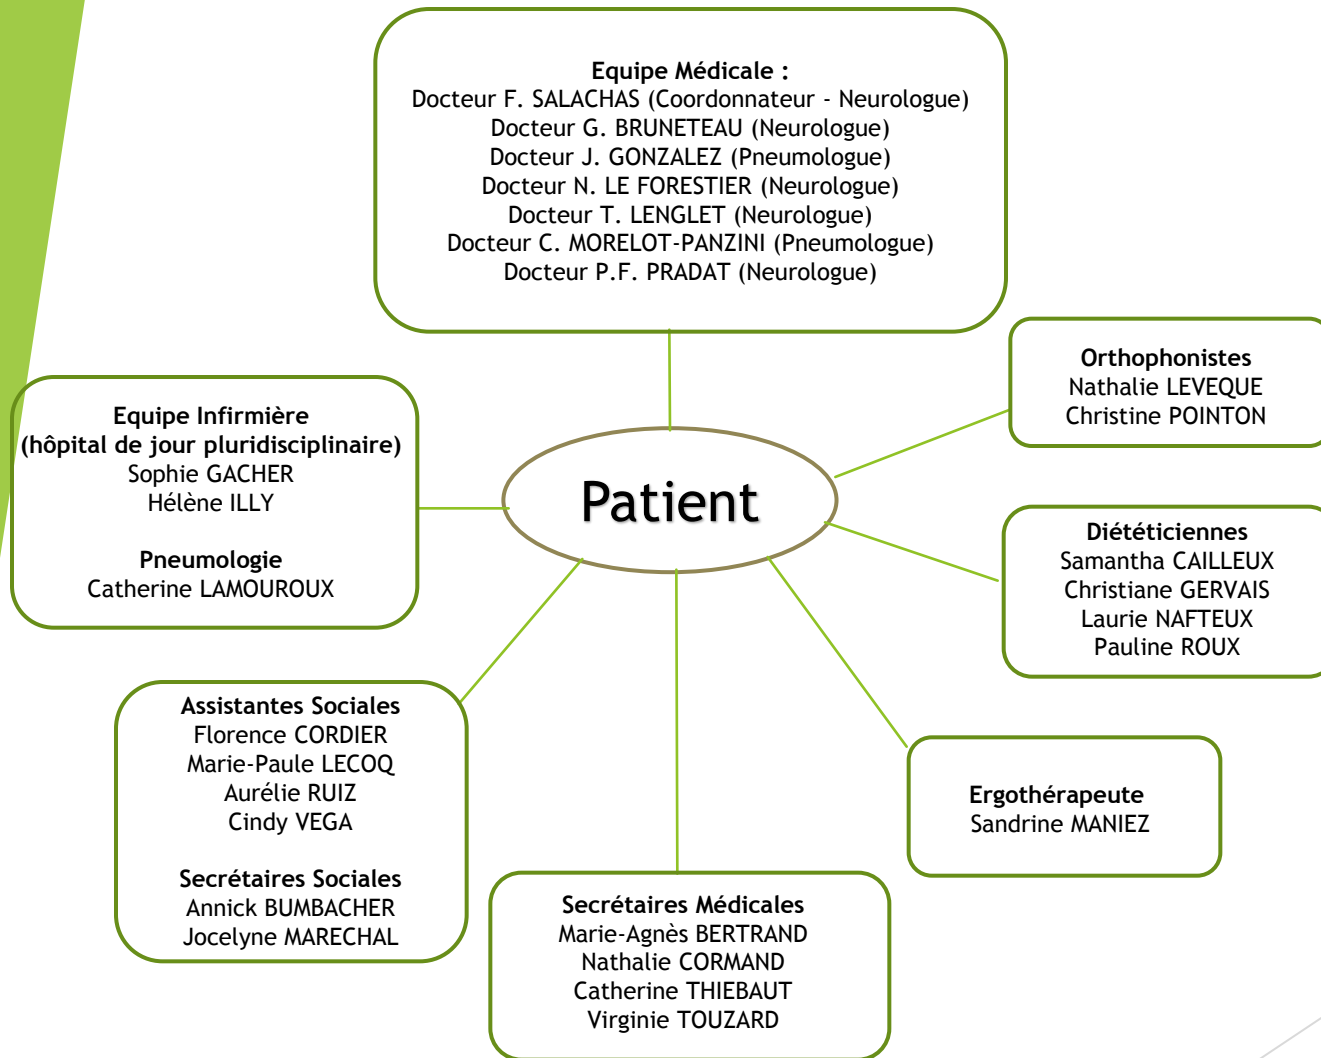 Equipe Médicale :
Docteur F. SALACHAS (Coordonnateur - Neurologue)
Docteur G. BRUNETEAU (Neurologue)
Docteur J. GONZALEZ (Pneumologue)
Docteur N. LE FORESTIER (Neurologue)
Docteur T. LENGLET (Neurologue)
Docteur C. MORELOT-PANZINI (Pneumologue)
Docteur P.F. PRADAT (Neurologue)
Orthophonistes
Nathalie LEVEQUE
Christine POINTON
Equipe Infirmière
(hôpital de jour pluridisciplinaire)
Sophie GACHER
Hélène ILLY
Pneumologie
Catherine LAMOUROUX
Patient
Diététiciennes
Samantha CAILLEUX
Christiane GERVAIS
Laurie NAFTEUX
Pauline ROUX
Assistantes Sociales
Florence CORDIER
Marie-Paule LECOQ
Aurélie RUIZ
Cindy VEGA
Secrétaires Sociales
Annick BUMBACHER
Jocelyne MARECHAL
Ergothérapeute
Sandrine MANIEZ
Secrétaires Médicales
Marie-Agnès BERTRAND
Nathalie CORMAND
Catherine THIEBAUT
Virginie TOUZARD